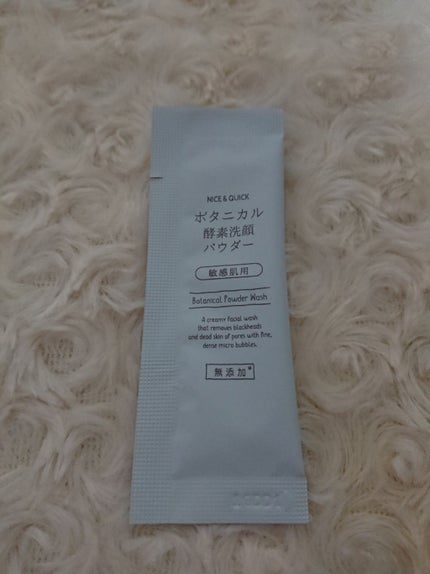 NICE & QUICK
ボタニカル
酵素洗顔
パウダー
敏感肌用
Botanical Powder Wash
A creamy facial wash
that removes blackheads
and dead skin of pores with fine,
dense micro bubbles.
無添加*